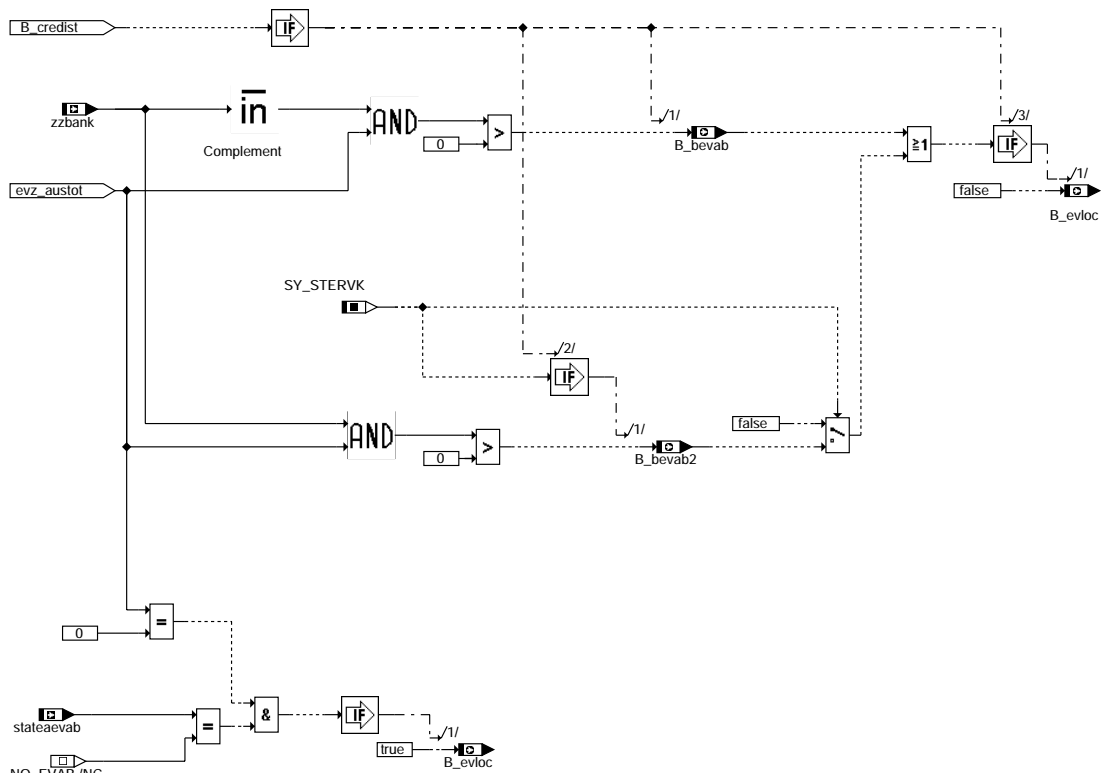 B_credist
IF
in
zzbank
Complement
AND
0
>
/1/
B_bevab
≥1
/3/
IF
/1/
false
B_evloc
evz_austot
SY_STERVK
/2/
IF
/1/
AND
0
>
B_bevab2
false
0
=
stateaevab
=
&
IF
/1/
true
B_evloc